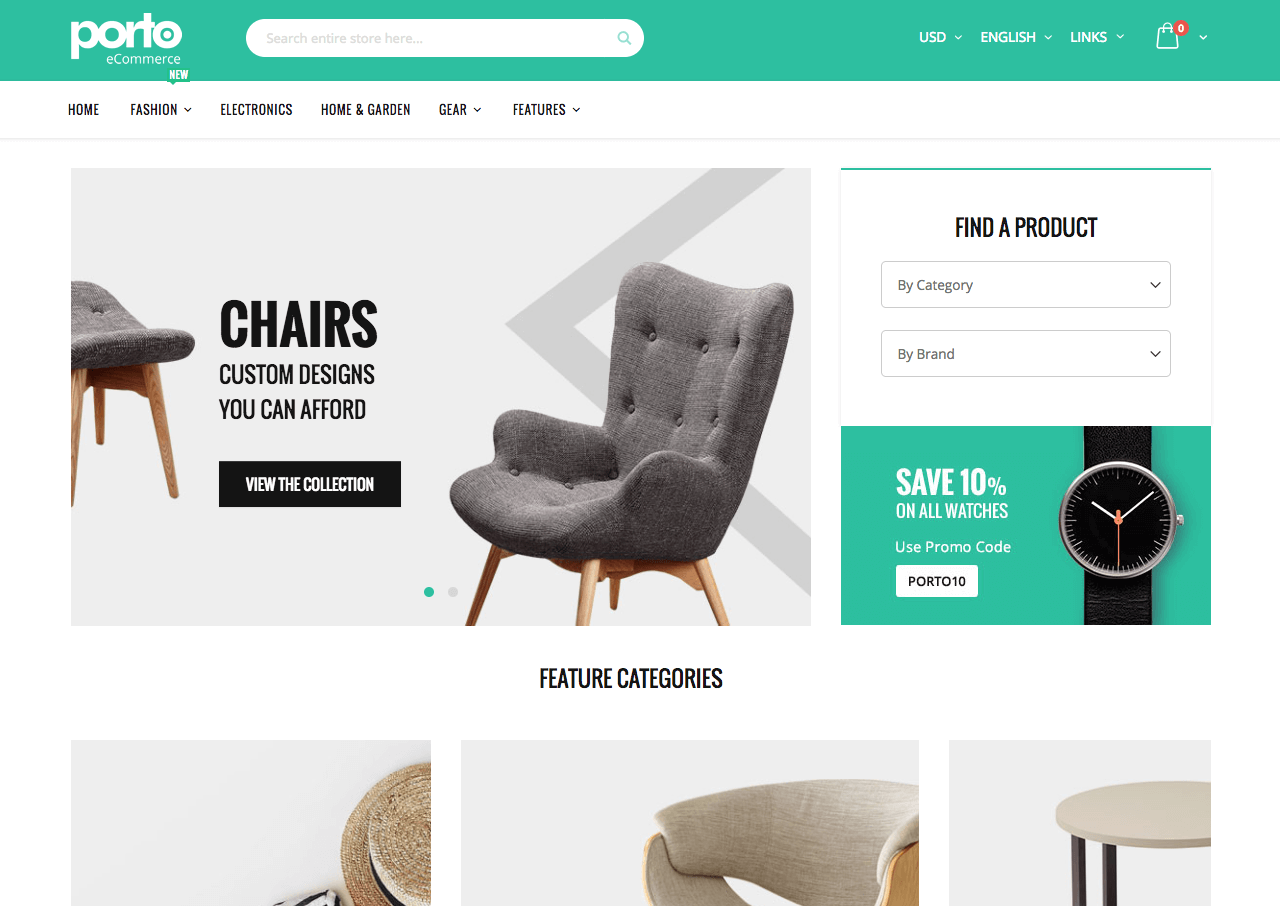 porto
eCommerce
Search entire store here...
USD
ENGLISH
LINKS
0
NEW
HOME
FASHION
ELECTRONICS
HOME & GARDEN
GEAR
FEATURES
CHAIRS
CUSTOM DESIGNS
YOU CAN AFFORD
VIEW THE COLLECTION
FIND A PRODUCT
By Category
By Brand
SAVE 10%
ON ALL WATCHES
Use Promo Code
PORTO10
FEATURE CATEGORIES